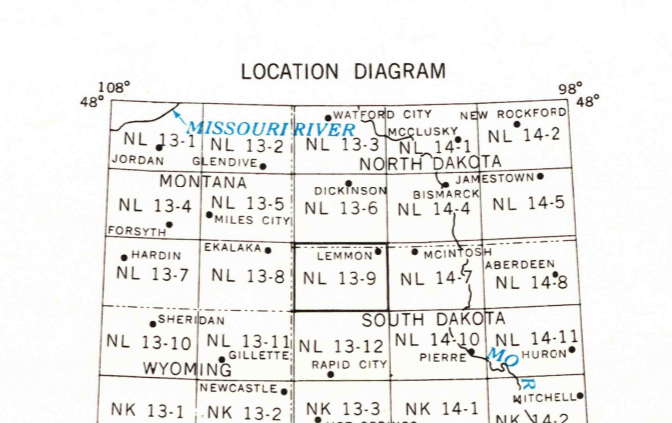 LOCATION DIAGRAM
108°
98°
48°
48°
WATFORD CITY
NEW ROCKFORD
MISSOURI RIVER
MCCLUSKY
NL 13-1
NL 13-2
NL 13-3
NL 14-1
NL 14-2
JORDAN
GLENDIVE
NORTH DAKOTA
MONTANA
DICKINSON
BISMARCK
JAMESTOWN
NL 13-4
NL 13-5
NL 13-6
NL 14-4
NL 14-5
MILES CITY
FORSYTH
HARDIN
EKALAKA
LEMMON
MCINTOSH
ABERDEEN
NL 13-7
NL 13-8
NL 13-9
NL 14-7
NL 14-8
SHERIDAN
SOUTH DAKOTA
NL 13-10
NL 13-11
NL 13-12
NL 14-10
NL 14-11
GILLETTE
PIERRE
MO
HURON
WYOMING
RAPID CITY
R
NEWCASTLE
MITCHELL
NK 13-1
NK 13-2
NK 13-3
NK 14-1
NK 14-2